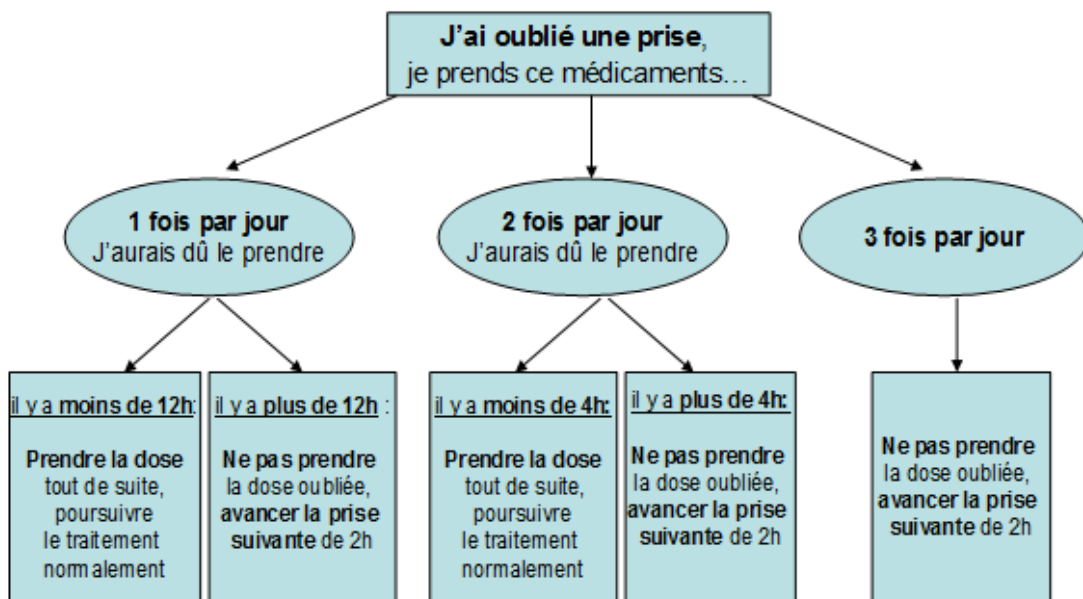 J'ai oublié une prise,
je prends ce médicaments...
1 fois par jour
J'aurais dû le prendre
2 fois par jour
J'aurais dû le prendre
3 fois par jour
il y a moins de 12h:
Prendre la dose
tout de suite,
poursuivre
le traitement
normalement
il y a plus de 12h :
Ne pas prendre
la dose oubliée,
avancer la prise
suivante de 2h
il y a moins de 4h:
Prendre la dose
tout de suite,
poursuivre
le traitement
normalement
il y a plus de 4h:
Ne pas prendre
la dose oubliée,
avancer la prise
suivante de 2h
Ne pas prendre
la dose oubliée,
avancer la prise
suivante de 2h